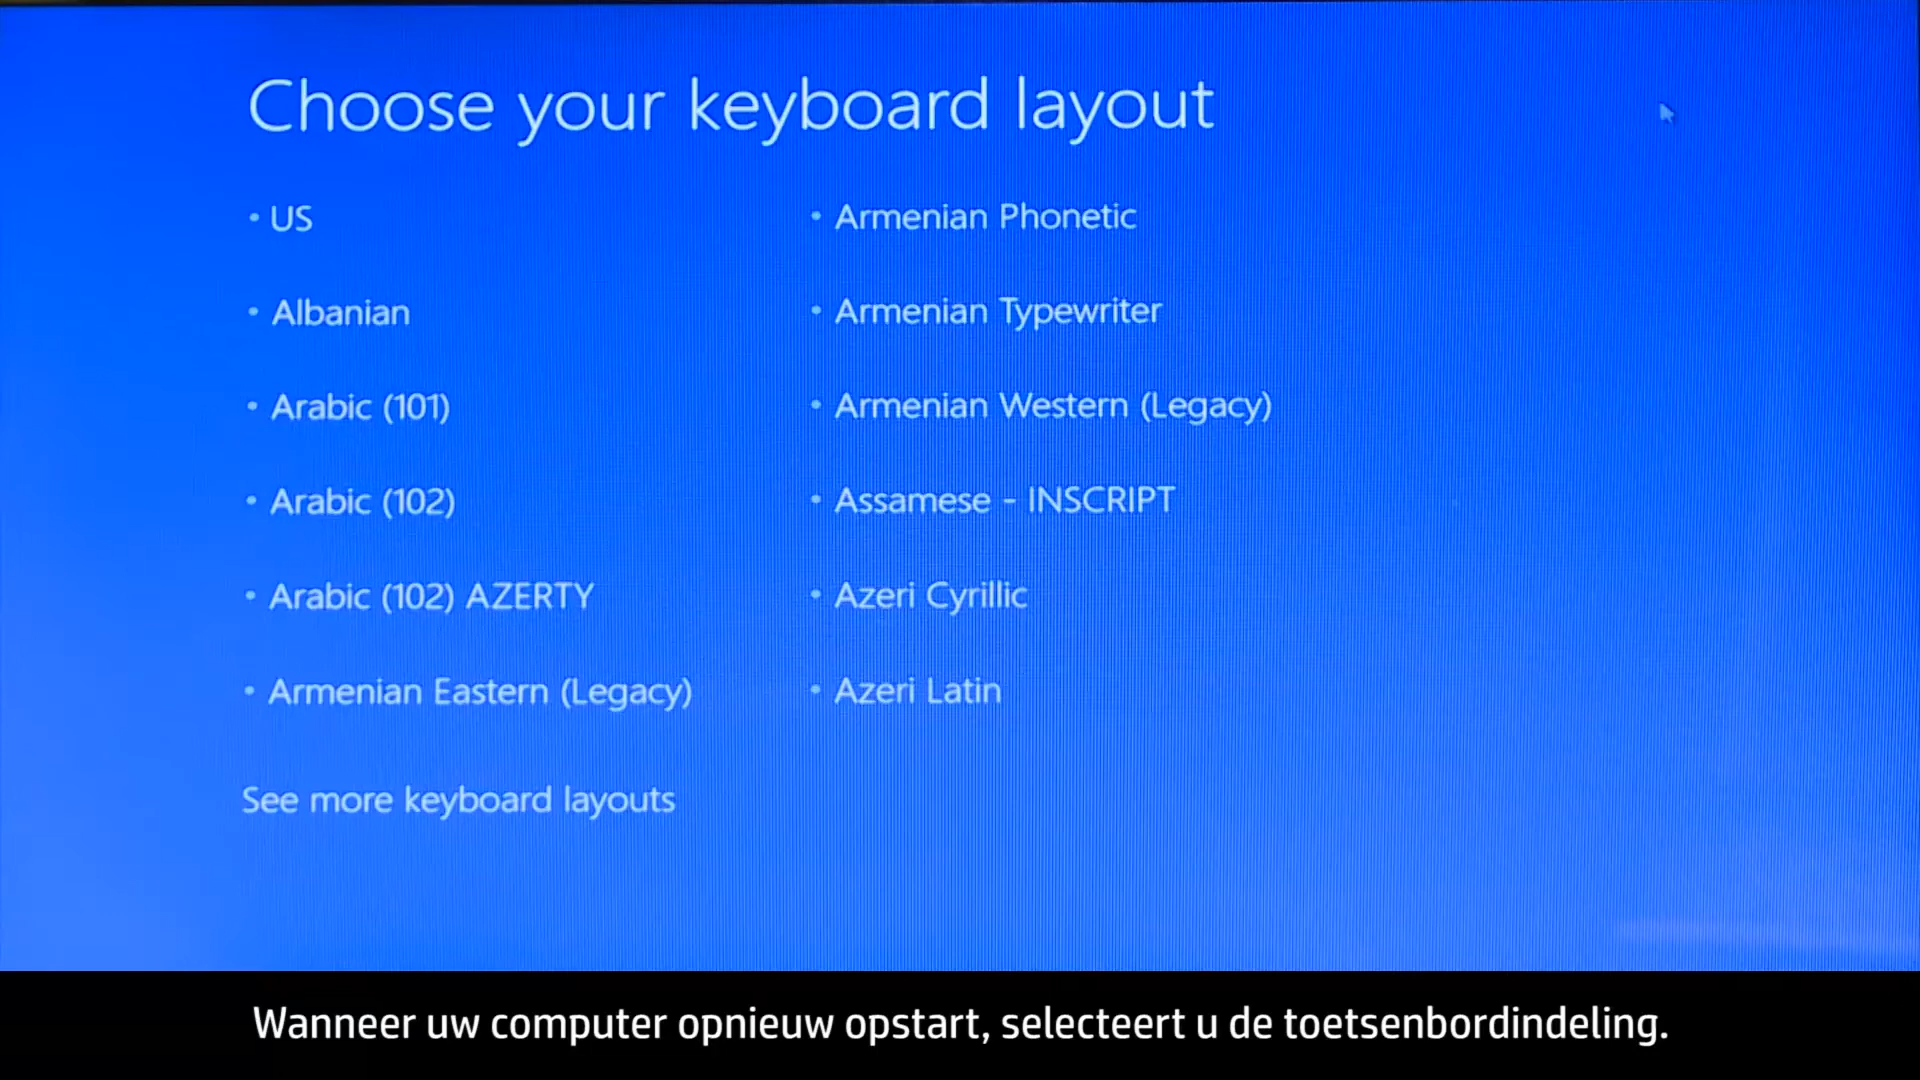 Choose your keyboard layout
• US
• Albanian
• Arabic (101)
• Arabic (102)
• Arabic (102) AZERTY
• Armenian Eastern (Legacy)
• Armenian Phonetic
• Armenian Typewriter
• Armenian Western (Legacy)
• Assamese - INSCRIPT
• Azeri Cyrillic
• Azeri Latin
See more keyboard layouts
Wanneer uw computer opnieuw opstart, selecteert u de toetsenbordindeling.